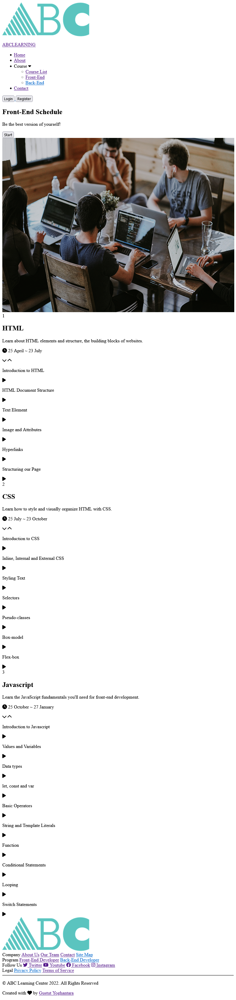 ABC
ABCLEARNING
Home
About
Course
Course List
Front-End
Back-End
Contact
Login Register
Front-End Schedule
Be the best version of yourself!
Start
1
HTML
Learn about HTML elements and structure, the building blocks of websites.
25 April ~ 23 July
Introduction to HTML
HTML Document Structure
Text Element
Image and Attributes
Hyperlinks
Structuring our Page
2
CSS
Learn how to style and visually organize HTML with CSS.
25 July ~ 23 October
Introduction to CSS
Inline, Internal and External CSS
Styling Text
Selectors
Pseudo-classes
Box-model
Flex-box
3
Javascript
Learn the JavaScript fundamentals you'll need for front-end development.
25 October ~ 27 January
Introduction to Javascript
Values and Variables
Data types
let, const and var
Basic Operators
String and Template Literals
Function
Conditional Statements
Looping
Switch Statements
ABC
Company About Us Our Team Contact Site Map
Program Front-End Developer Back-End Developer
Follow Us Twitter Youtube Facebook Instagram
Legal Privacy Policy Terms of Service
© ABC Learning Center 2022. All Rights Reserved
Created with by Gustut Yoghantara